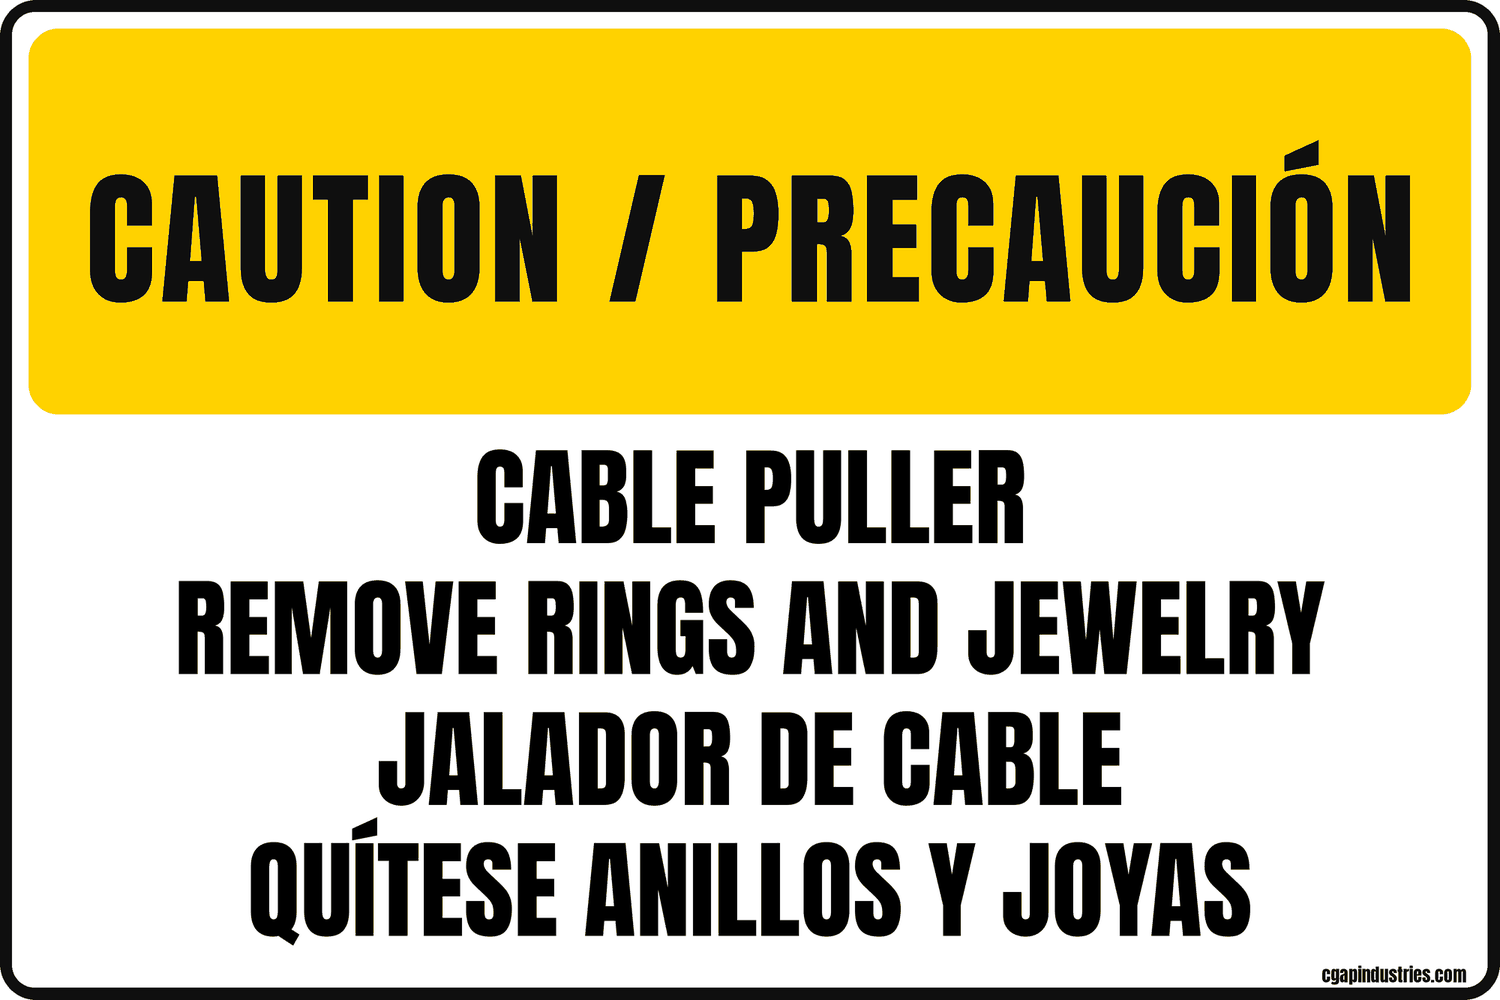 CAUTION / PRECAUCIÓN
CABLE PULLER
REMOVE RINGS AND JEWELRY
JALADOR DE CABLE
QUÍTESE ANILLOS Y JOYAS
cgapindustries.com